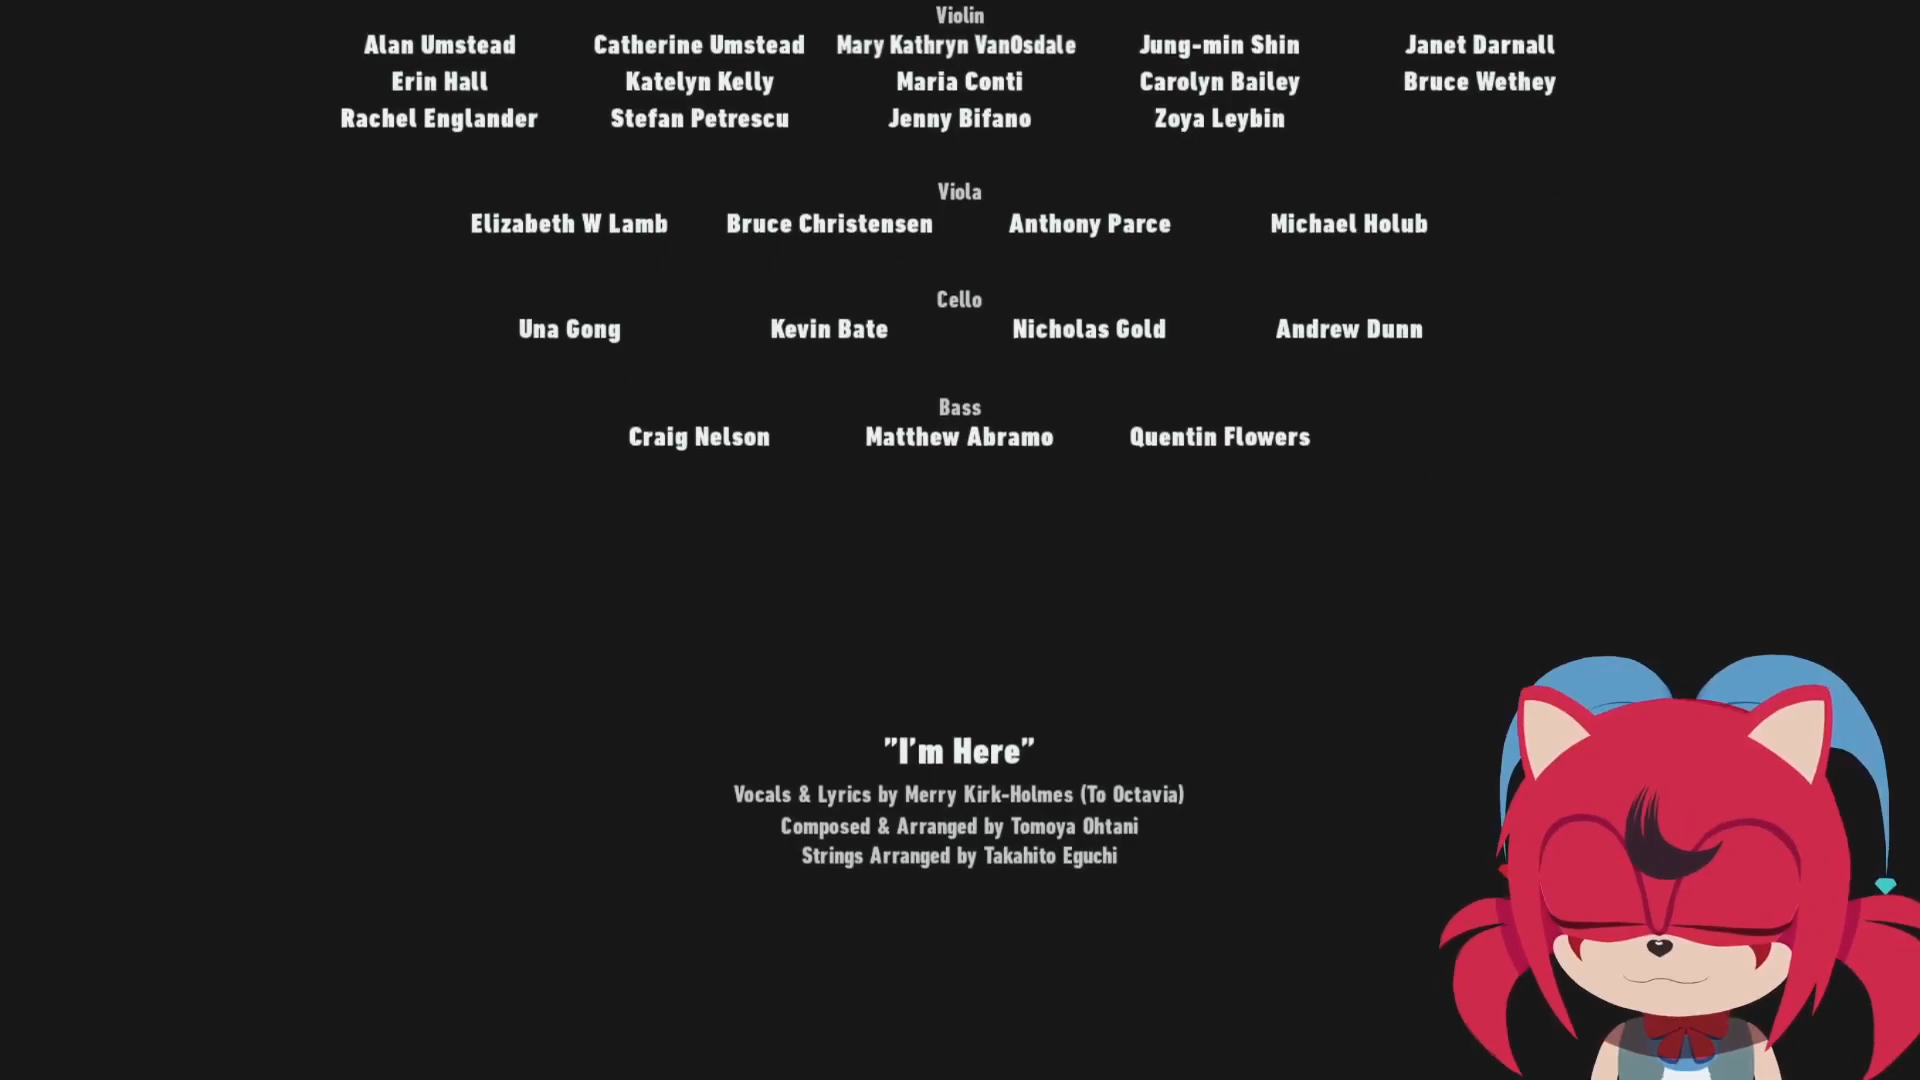 Violin
Alan Umstead Catherine Umstead Mary Kathryn VanOsdale Jung-min Shin Janet Darnall
Erin Hall Katelyn Kelly Maria Conti Carolyn Bailey Bruce Wethey
Rachel Englander Stefan Petrescu Jenny Bifano Zoya Leybin
Viola
Elizabeth W Lamb Bruce Christensen Anthony Parce Michael Holub
Cello
Una Gong Kevin Bate Nicholas Gold Andrew Dunn
Bass
Craig Nelson Matthew Abramo Quentin Flowers
”I’m Here”
Vocals & Lyrics by Merry Kirk-Holmes (To Octavia)
Composed & Arranged by Tomoya Ohtani
Strings Arranged by Takahito Eguchi